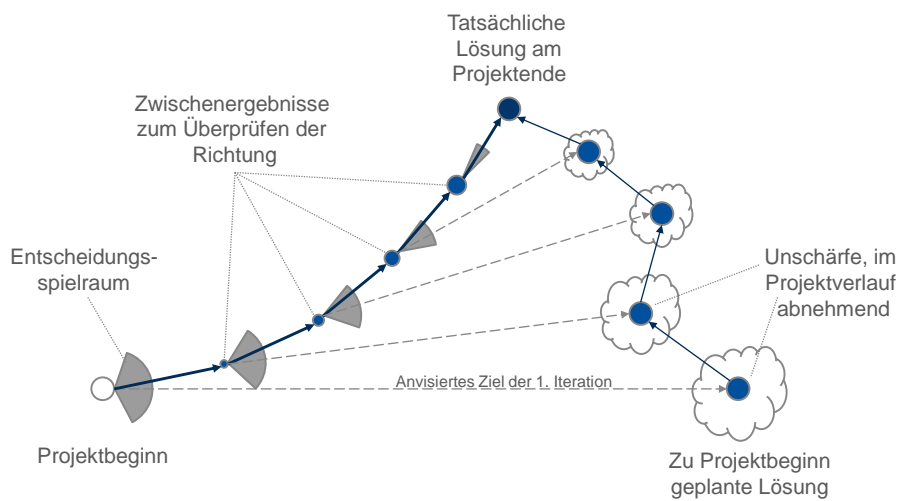 Tatsächliche
Lösung am
Projektende
Zwischenergebnisse
zum Überprüfen der
Richtung
Entscheidungs-
spielraum
Unschärfe, im
Projektverlauf
abnehmend
Anvisiertes Ziel der 1. Iteration
Projektbeginn
Zu Projektbeginn
geplante Lösung